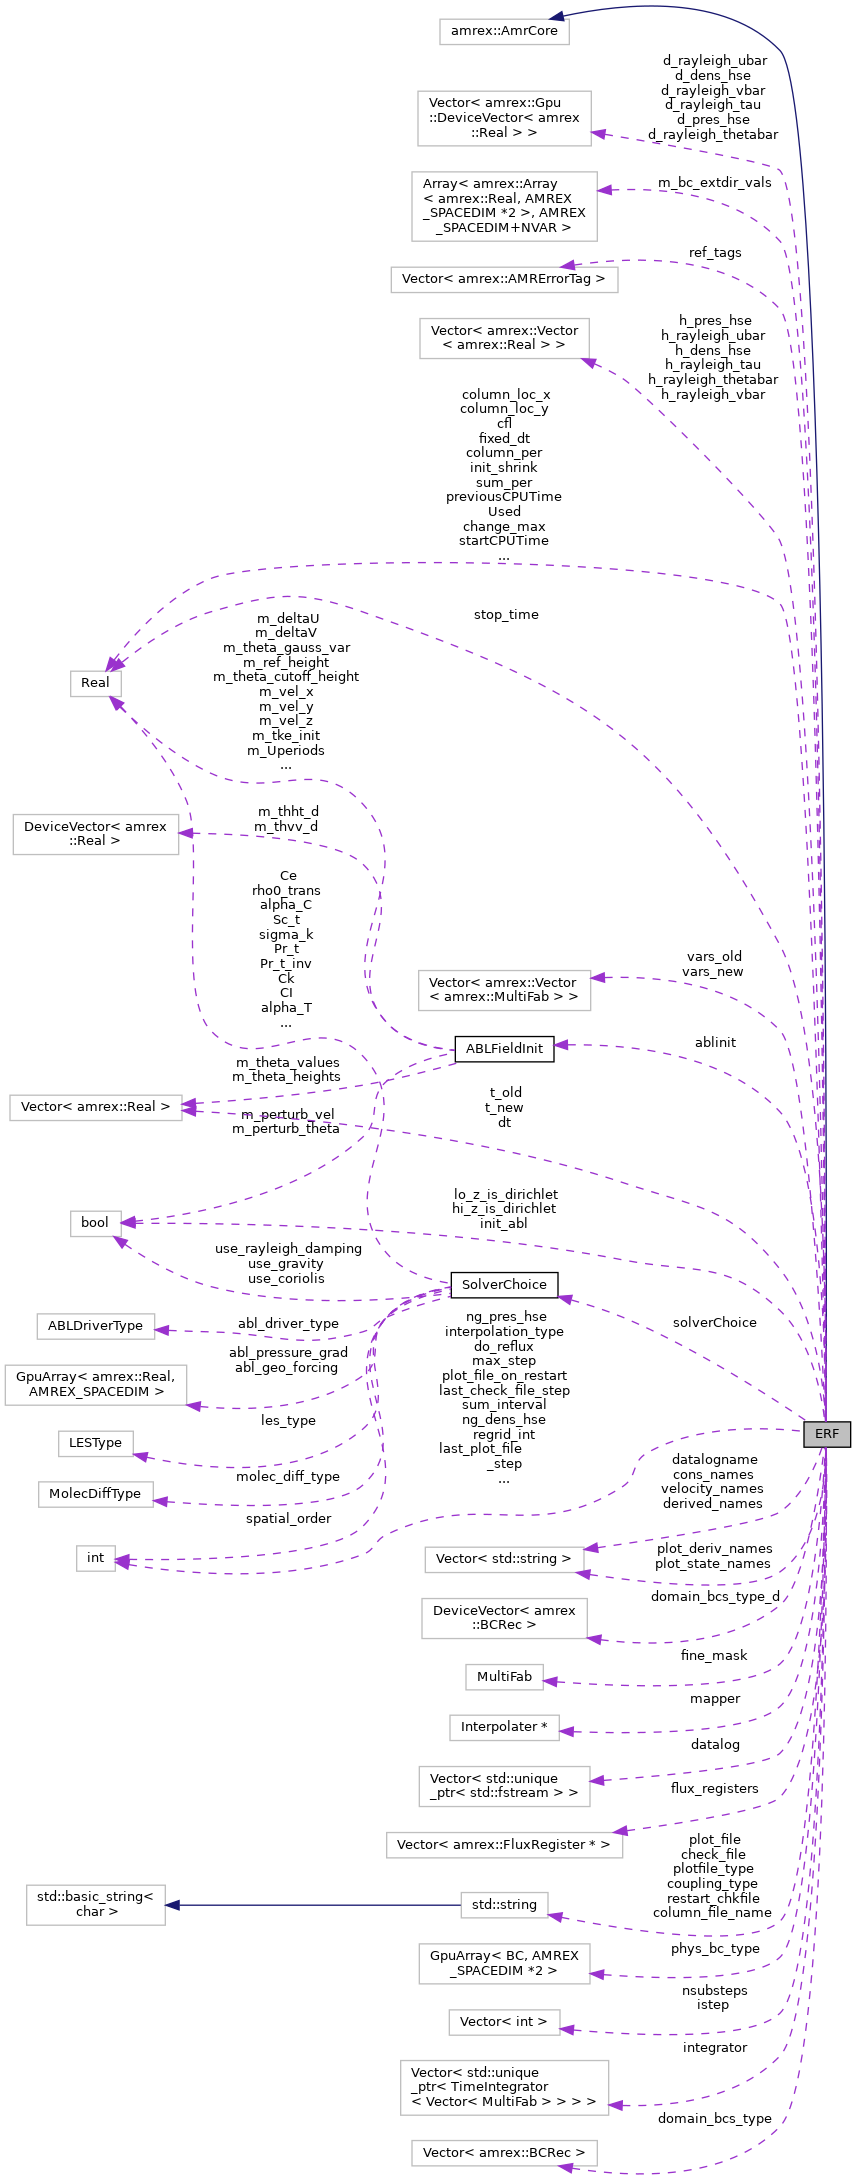 amrex::AmrCore
d_rayleigh_ubar
d_dens_hse
d_rayleigh_vbar
d_rayleigh_tau
d_pres_hse
d_rayleigh_thetabar
Vector< amrex::Gpu
::DeviceVector< amrex
::Real > >
m_bc_extdir_vals
Array< amrex::Array
< amrex::Real, AMREX
_SPACEDIM *2 >, AMREX
_SPACEDIM+NVAR >
ref_tags
Vector< amrex::AMRErrorTag >
h_pres_hse
h_rayleigh_ubar
h_dens_hse
h_rayleigh_tau
h_rayleigh_thetabar
h_rayleigh_vbar
Vector< amrex::Vector
< amrex::Real > >
column_loc_x
column_loc_y
cfl
fixed_dt
column_per
init_shrink
sum_per
previousCPUTime
Used
change_max
startCPUTime
...
stop_time
m_deltaU
m_deltaV
m_theta_gauss_var
m_ref_height
m_theta_cutoff_height
m_vel_x
m_vel_y
m_vel_z
m_tke_init
m_Uperiods
...
Real
m_thht_d
m_thvv_d
DeviceVector< amrex
::Real >
Ce
rho0_trans
alpha_C
Sc_t
sigma_k
Pr_t
Pr_t_inv
Ck
CI
alpha_T
...
vars_old
vars_new
Vector< amrex::Vector
< amrex::MultiFab > >
ablinit
ABLFieldInit
m_theta_values
m_theta_heights
Vector< amrex::Real >
t_old
t_new
dt
m_perturb_vel
m_perturb_theta
lo_z_is_dirichlet
hi_z_is_dirichlet
init_abl
bool
use_rayleigh_damping
use_gravity
use_coriolis
SolverChoice
solverChoice
ABLDriverType
abl_driver_type
abl_pressure_grad
abl_geo_forcing
GpuArray< amrex::Real,
AMREX_SPACEDIM >
ng_pres_hse
interpolation_type
do_reflux
max_step
plot_file_on_restart
last_check_file_step
sum_interval
ng_dens_hse
regrid_int
last_plot_file
_step
...
les_type
LESType
ERF
molec_diff_type
MolecDiffType
spatial_order
int
datalogname
cons_names
velocity_names
derived_names
Vector< std::string >
plot_deriv_names
plot_state_names
domain_bcs_type_d
DeviceVector< amrex
::BCRec >
fine_mask
MultiFab
mapper
Interpolater *
datalog
Vector< std::unique
_ptr< std::fstream > >
flux_registers
Vector< amrex::FluxRegister * >
plot_file
check_file
plotfile_type
coupling_type
restart_chkfile
column_file_name
std::basic_string<
char >
std::string
phys_bc_type
GpuArray< BC, AMREX
_SPACEDIM *2 >
nsubsteps
istep
Vector< int >
integrator
Vector< std::unique
_ptr< TimeIntegrator
< Vector< MultiFab > > > >
domain_bcs_type
Vector< amrex::BCRec >